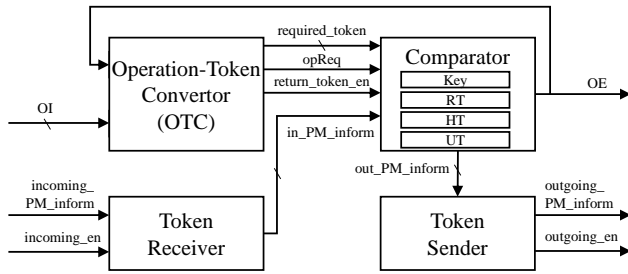 required_token
opReq
return_token_en
Operation-Token
Convertor
(OTC)
Comparator
Key
RT
HT
UT
OI
OE
in_PM_inform
out_PM_inform
incoming_
PM_inform
incoming_en
Token
Receiver
Token
Sender
outgoing_
PM_inform
outgoing_en